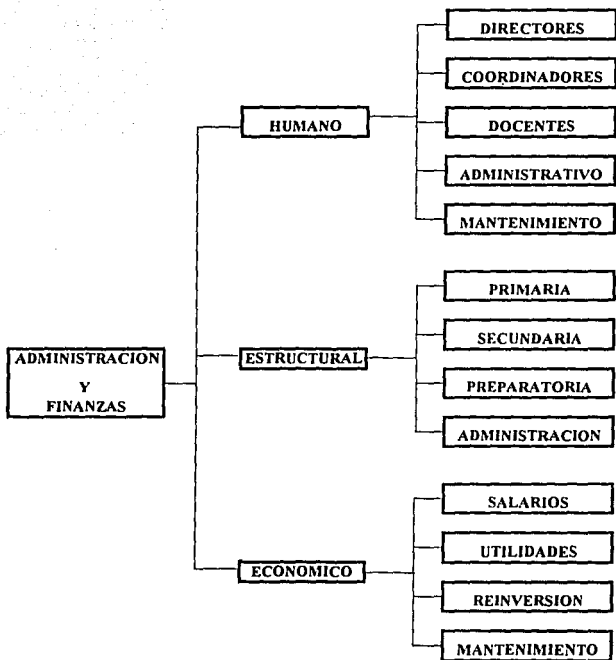 ADMINISTRACION
Y
FINANZAS
HUMANO
DIRECTORES
COORDINADORES
DOCENTES
ADMINISTRATIVO
MANTENIMIENTO
ESTRUCTURAL
PRIMARIA
SECUNDARIA
PREPARATORIA
ADMINISTRACION
ECONOMICO
SALARIOS
UTILIDADES
REINVERSION
MANTENIMIENTO